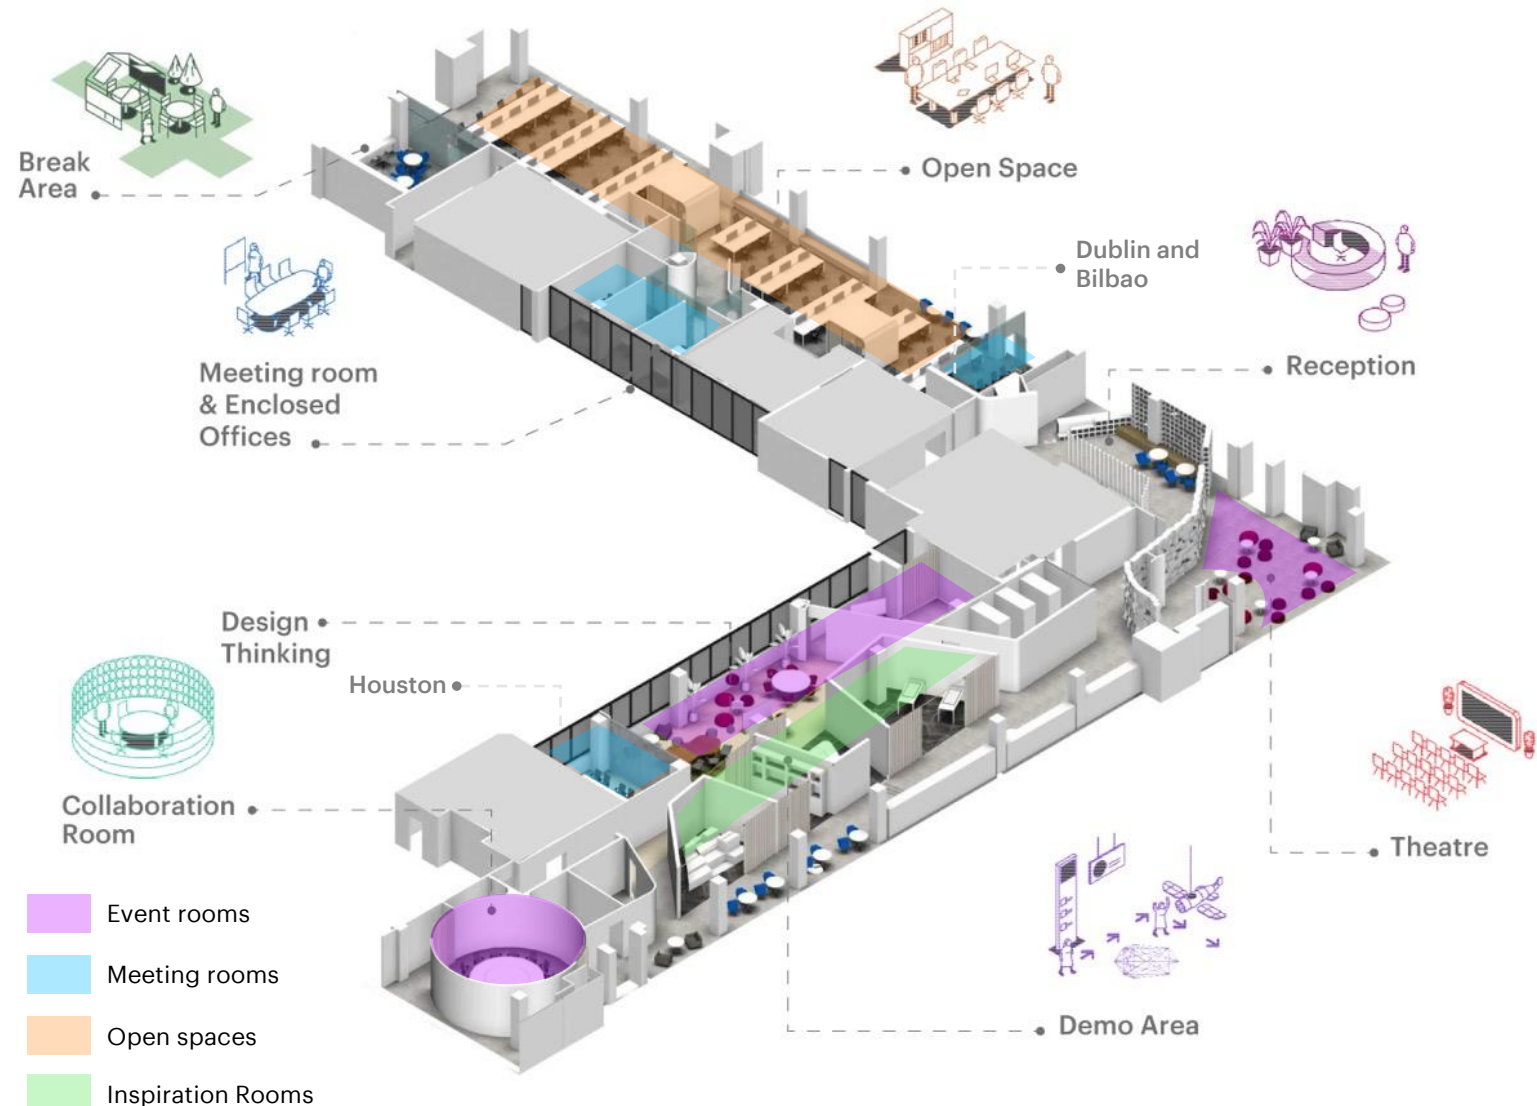 Break
Area
Open Space
Dublin and
Bilbao
Meeting room
& Enclosed
Offices
Reception
Design
Thinking
Houston
Collaboration
Room
Theatre
Demo Area
Event rooms
Meeting rooms
Open spaces
Inspiration Rooms